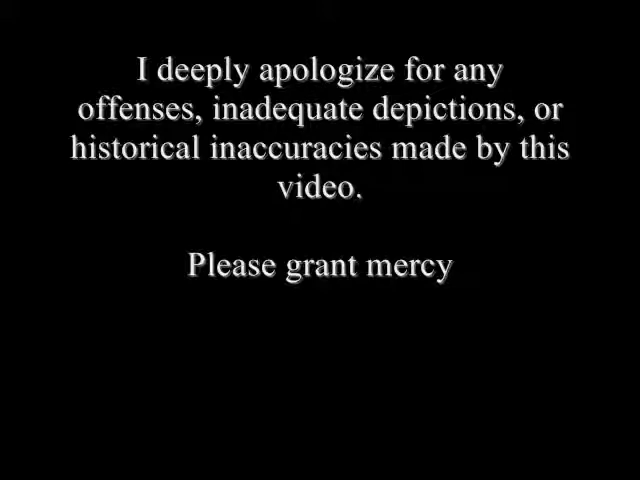 I deeply apologize for any
offenses, inadequate depictions, or
historical inaccuracies made by this
video.
Please grant mercy